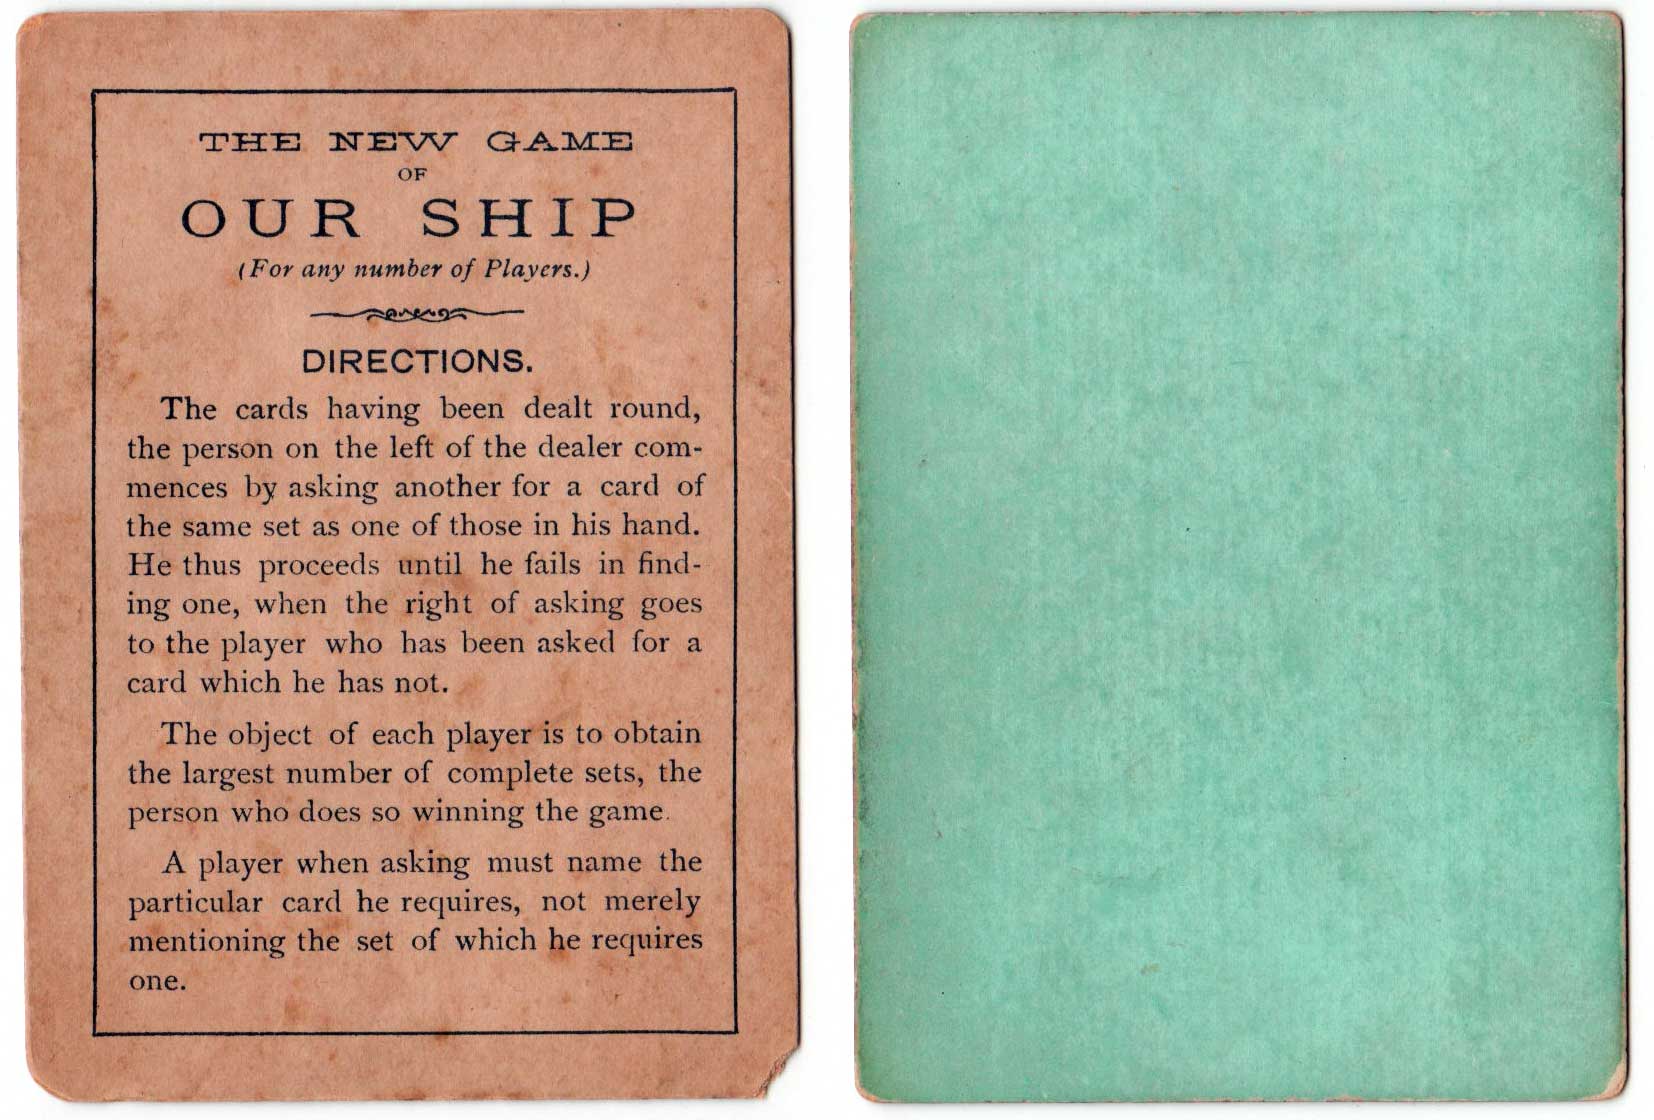 THE NEW GAME
OF
OUR SHIP
(For any number of Players.)
DIRECTIONS.
The cards having been dealt round,
the person on the left of the dealer com-
mences by asking another for a card of
the same set as one of those in his hand.
He thus proceeds until he fails in find-
ing one, when the right of asking goes
to the player who has been asked for a
card which he has not.
The object of each player is to obtain
the largest number of complete sets, the
person who does so winning the game.
A player when asking must name the
particular card he requires, not merely
mentioning the set of which he requires
one.